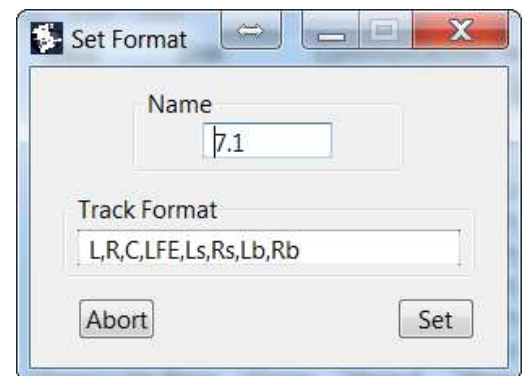 Set Format
Name
7.1
Track Format
L,R,C,LFE,Ls,Rs,Lb,Rb
Abort Set